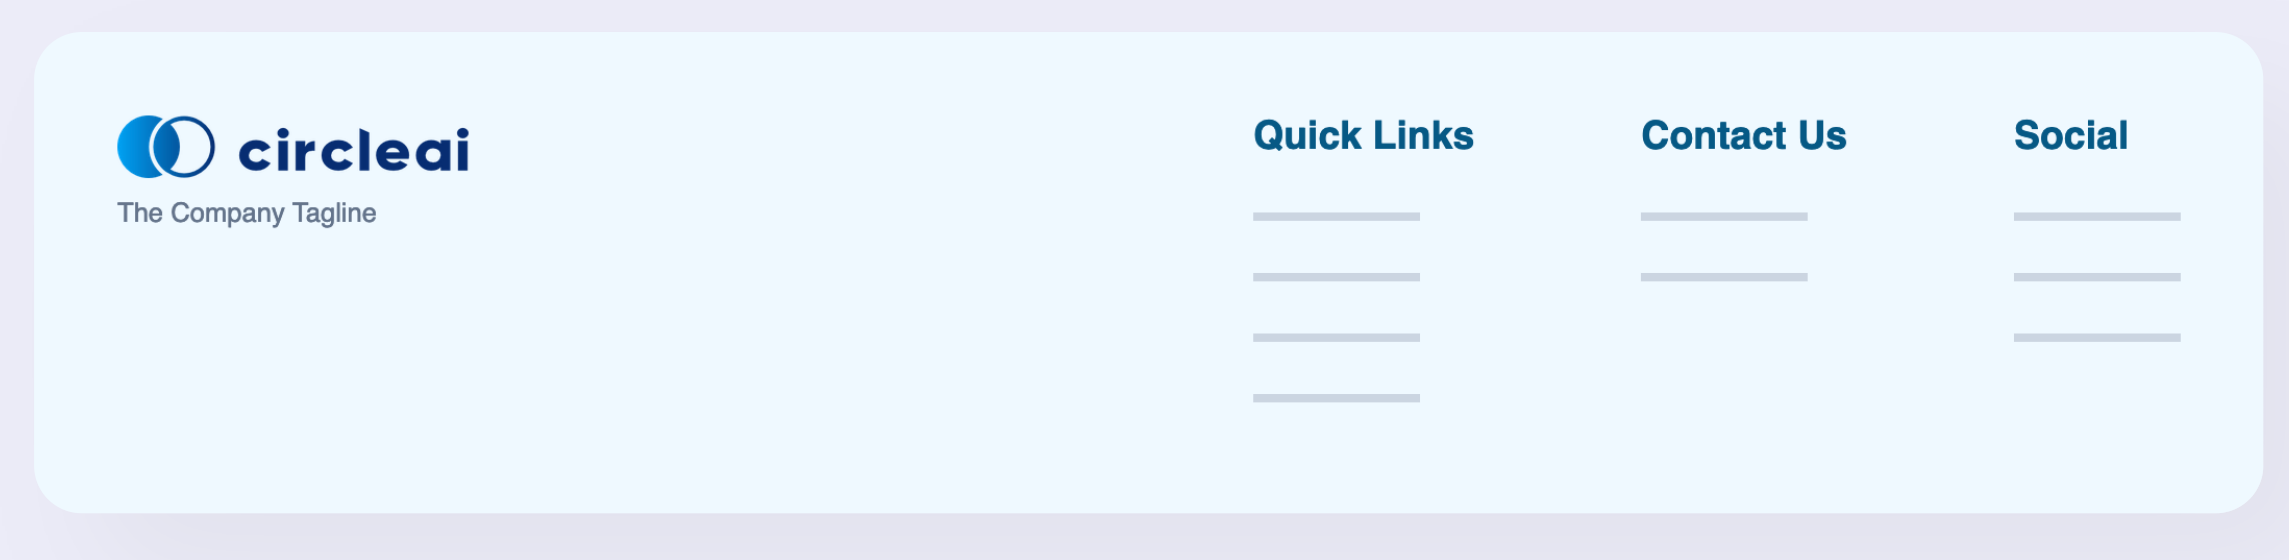 circleai
The Company Tagline
Quick Links
Contact Us
Social